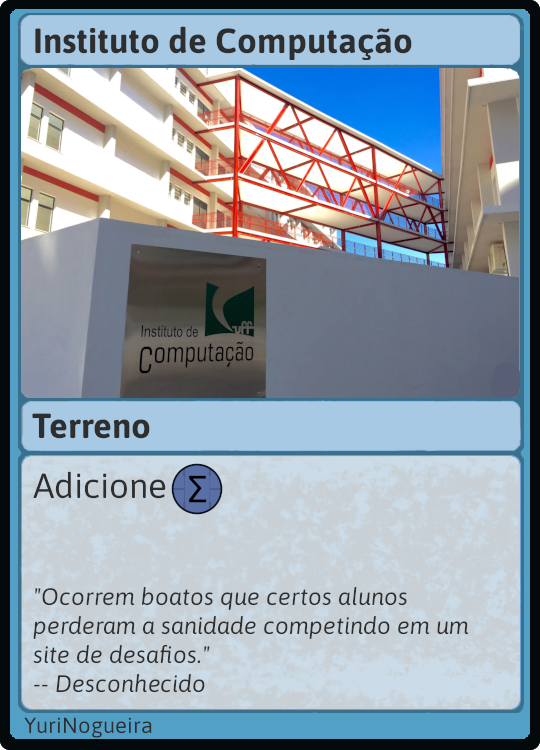 Instituto de Computação
uff
Instituto de
Computação
Terreno
Adicione Σ
"Ocorrem boatos que certos alunos
perderam a sanidade competindo em um
site de desafios."
-- Desconhecido
YuriNogueira